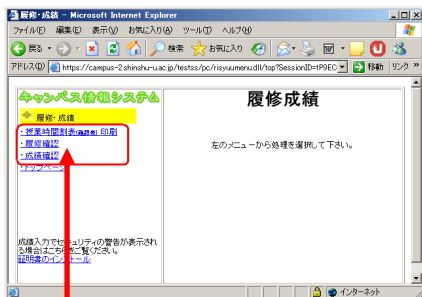 履修・成績 - Microsoft Internet Explorer
ファイル(F) 編集(E) 表示(V) お気に入り(A) ツール(T) ヘルプ(H)
戻る 検索 お気に入り
アドレス(D) https://campus-2.shinshu-u.ac.jp/testss/pc/risyuumenu.dll/top?SessionID=tP9EC 移動 リンク »
キャンパス情報システム
履修・成績
・授業時間割表(確認表) 印刷
・履修確認
・成績確認
・トップページ
成績入力でセキュリティの警告が表示され
る場合はこちらをご覧ください。
証明書のインストール
履修成績
左のメニューから処理を選択して下さい。
インターネット